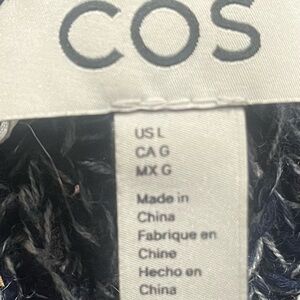 COS
US L
CA G
MX G
Made in
China
Fabriqué en
Chine
Hecho en
China